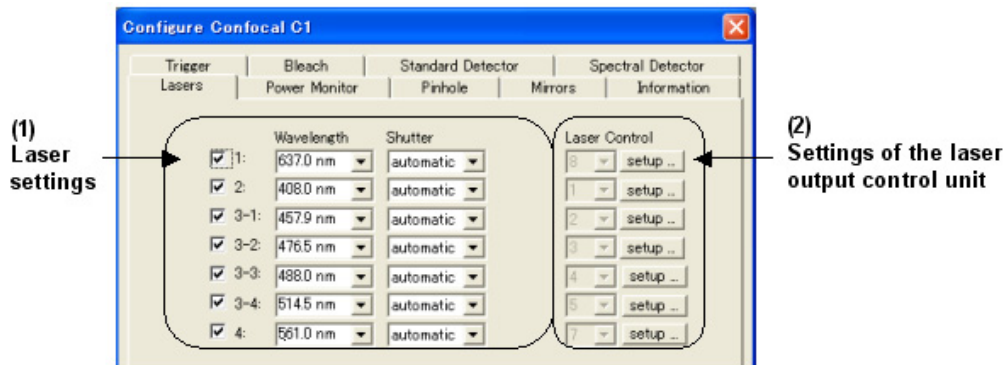 Configure Confocal C1
Trigger Bleach Standard Detector Spectral Detector
Lasers Power Monitor Pinhole Mirrors Information
(1)
Laser
settings
Wavelength Shutter Laser Control
1: 637.0 nm automatic 8 setup ..
2: 408.0 nm automatic 1 setup ..
3-1: 457.9 nm automatic 2 setup ..
3-2: 476.5 nm automatic 3 setup ..
3-3: 488.0 nm automatic 4 setup ..
3-4: 514.5 nm automatic 5 setup ..
4: 561.0 nm automatic 7 setup ..
(2)
Settings of the laser
output control unit